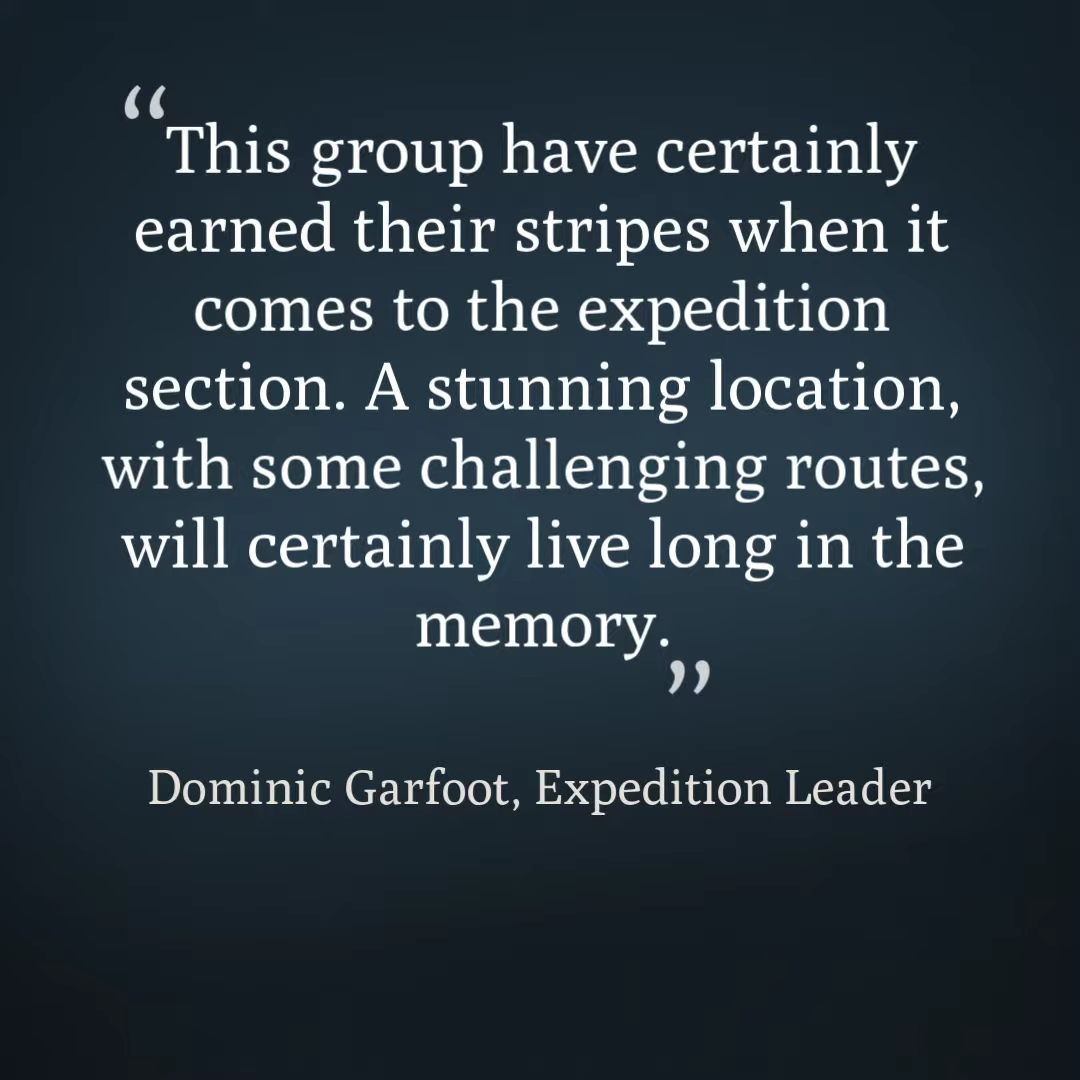 “This group have certainly
earned their stripes when it
comes to the expedition
section. A stunning location,
with some challenging routes,
will certainly live long in the
memory.”
Dominic Garfoot, Expedition Leader